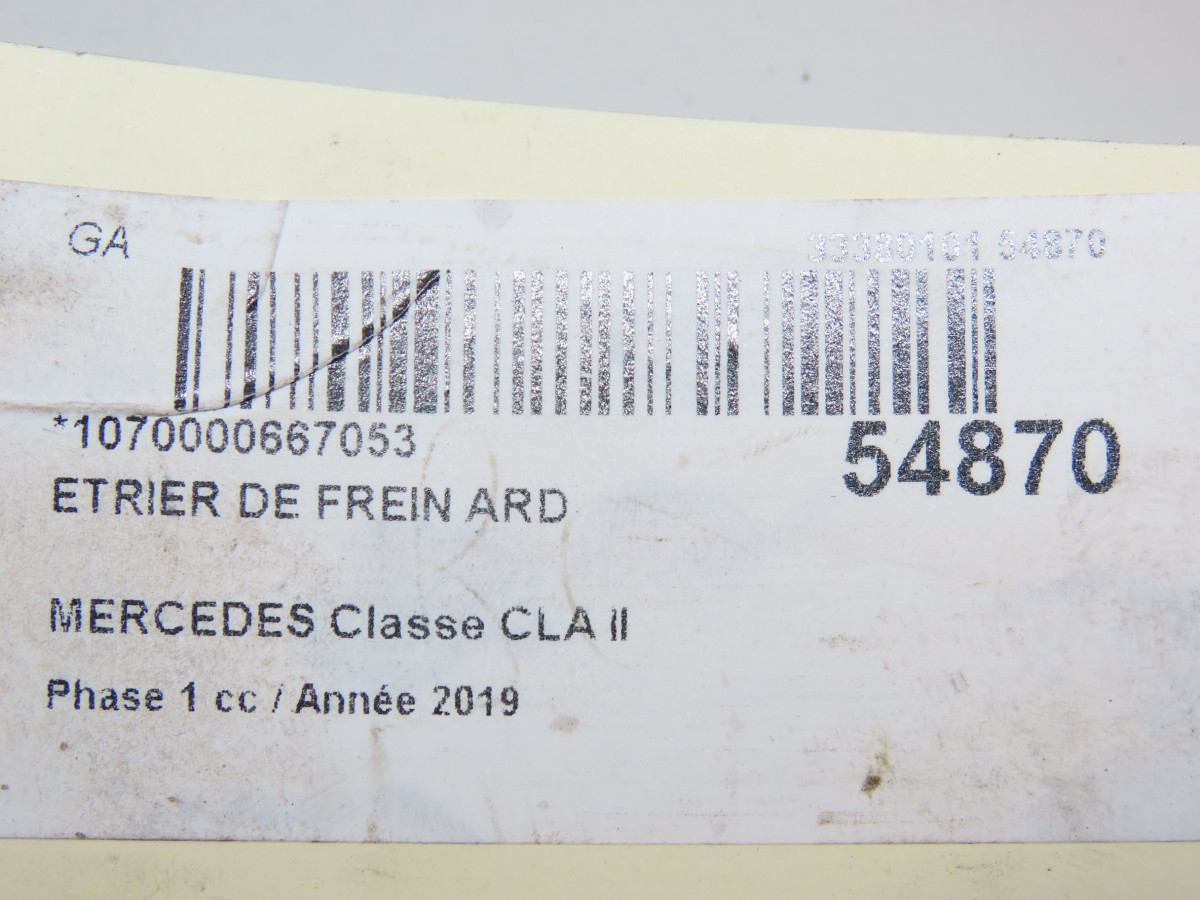 GA
33380101 54870
*1070000667053
54870
ETRIER DE FREIN ARD
MERCEDES Classe CLA II
Phase 1 cc / Année 2019